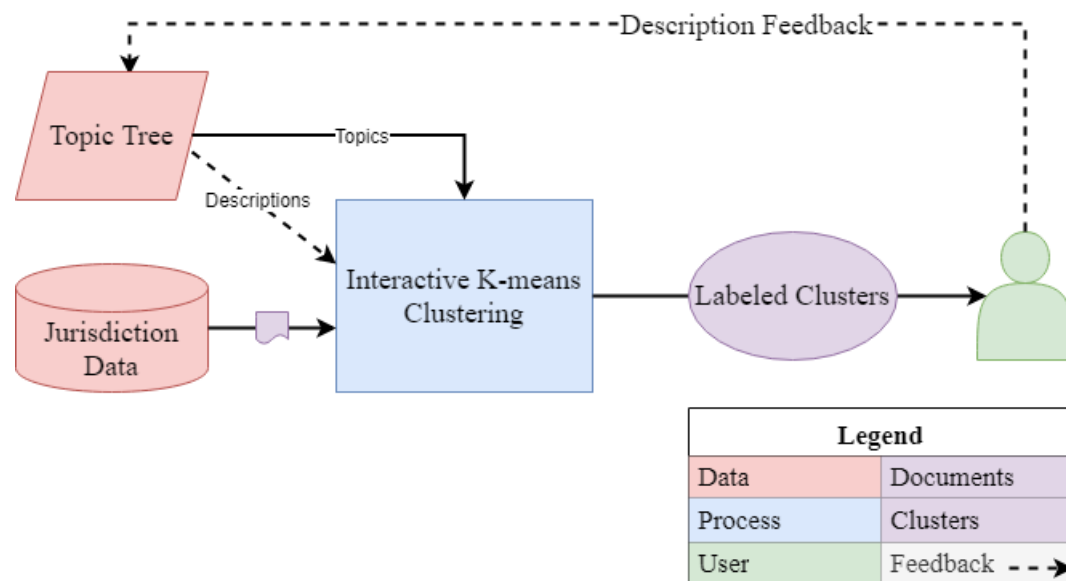 Description Feedback
Topic Tree
Topics
Descriptions
Interactive K-means
Clustering
Labeled Clusters
Jurisdiction
Data
Legend
Data
Documents
Process
Clusters
User
Feedback